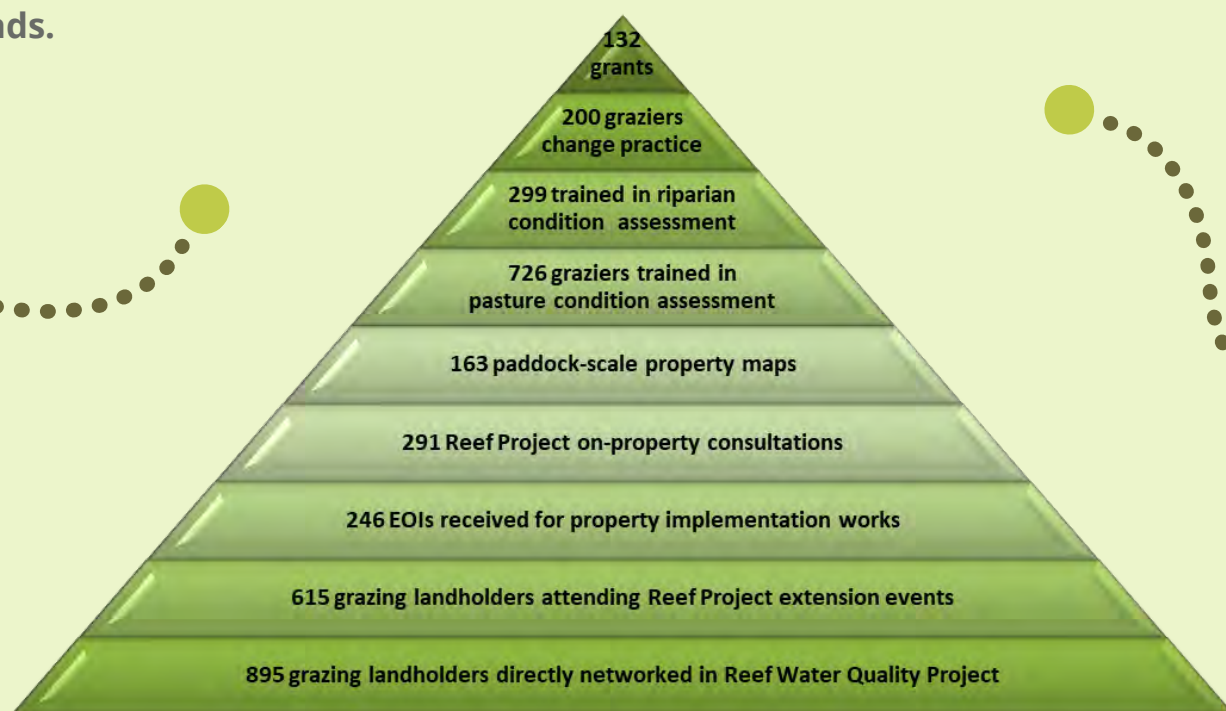 nds.
132
grants
200 graziers
change practice
299 trained in riparian
condition assessment
726 graziers trained in
pasture condition assessment
163 paddock-scale property maps
291 Reef Project on-property consultations
246 EOIs received for property implementation works
615 grazing landholders attending Reef Project extension events
895 grazing landholders directly networked in Reef Water Quality Project